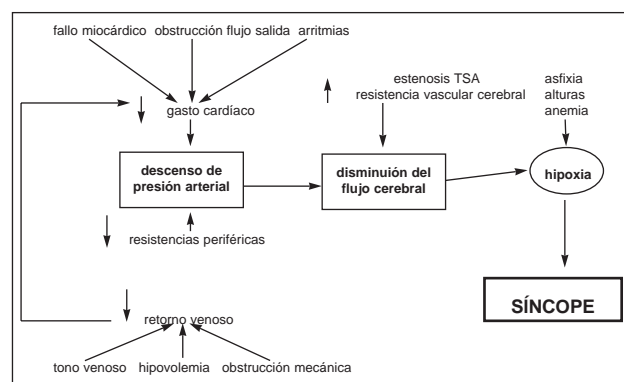 fallo miocárdico obstrucción flujo salida arritmias
estenosis TSA
resistencia vascular cerebral
asfixia
alturas
anemia
gasto cardíaco
descenso de
presión arterial
disminuión del
flujo cerebral
hipoxia
resistencias periféricas
SÍNCOPE
retorno venoso
tono venoso hipovolemia obstrucción mecánica